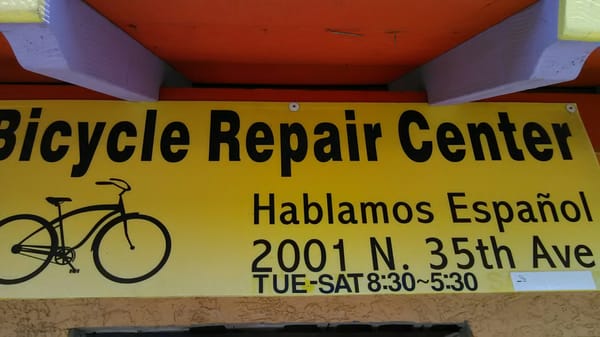 Bicycle Repair Center
Hablamos Español
2001 N. 35th Ave
TUE-SAT 8:30~5:30